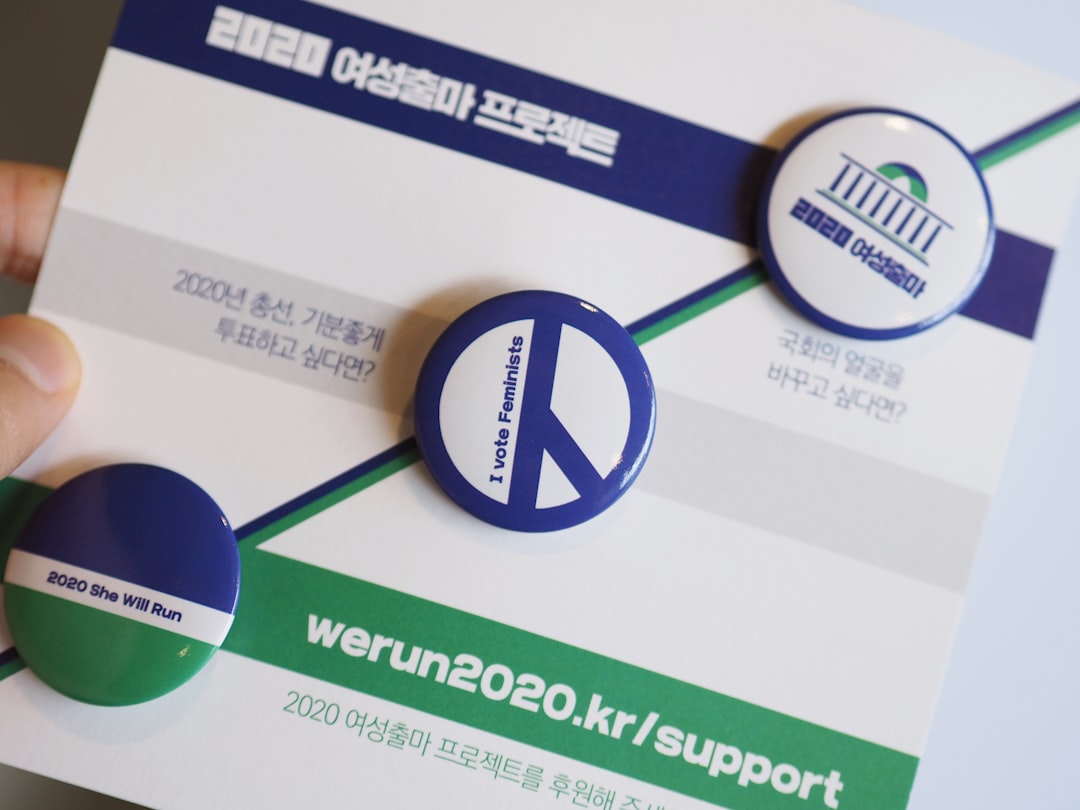 2020 여성출마 프로젝트
2020 여성출마
2020년 총선, 기분좋게
투표하고 싶다면?
I vote Feminists
국회의 얼굴을
바꾸고 싶다면?
2020 She Will Run
werun2020.kr/support
2020 여성출마 프로젝트를 후원해